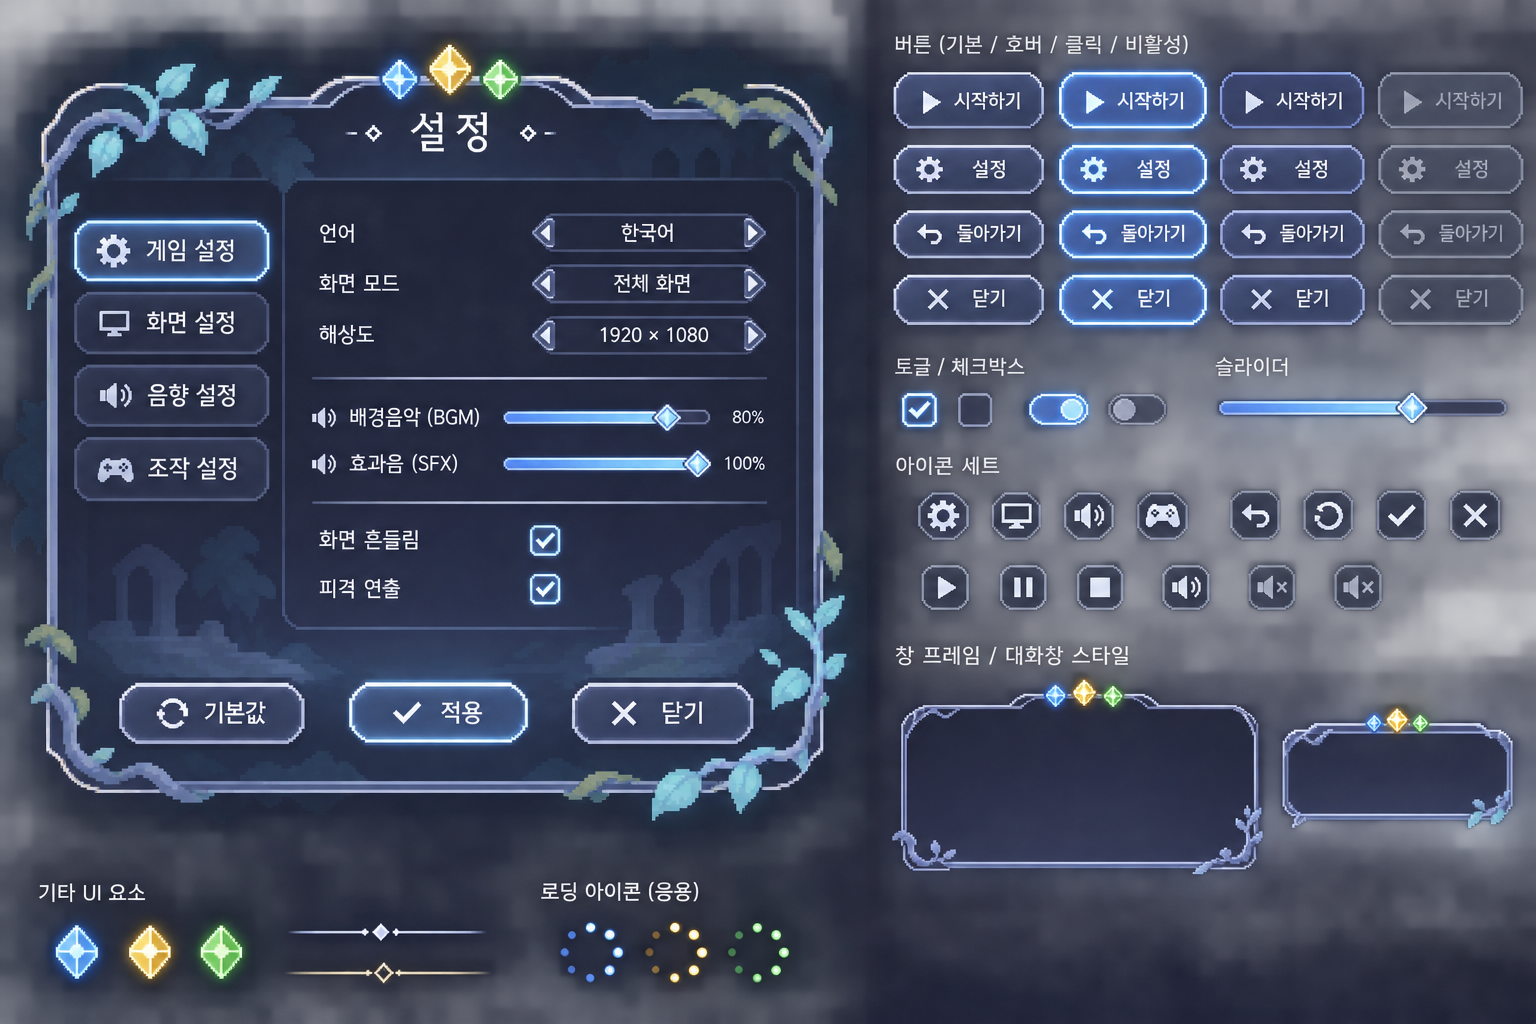 설정
게임 설정
화면 설정
음향 설정
조작 설정
언어
한국어
화면 모드
전체 화면
해상도
1920 × 1080
배경음악 (BGM)
80%
효과음 (SFX)
100%
화면 흔들림
피격 연출
기본값
적용
닫기
기타 UI 요소
로딩 아이콘 (응용)
버튼 (기본 / 호버 / 클릭 / 비활성)
시작하기 시작하기 시작하기 시작하기
설정 설정 설정 설정
돌아가기 돌아가기 돌아가기 돌아가기
닫기 닫기 닫기 닫기
토글 / 체크박스
슬라이더
아이콘 세트
창 프레임 / 대화창 스타일